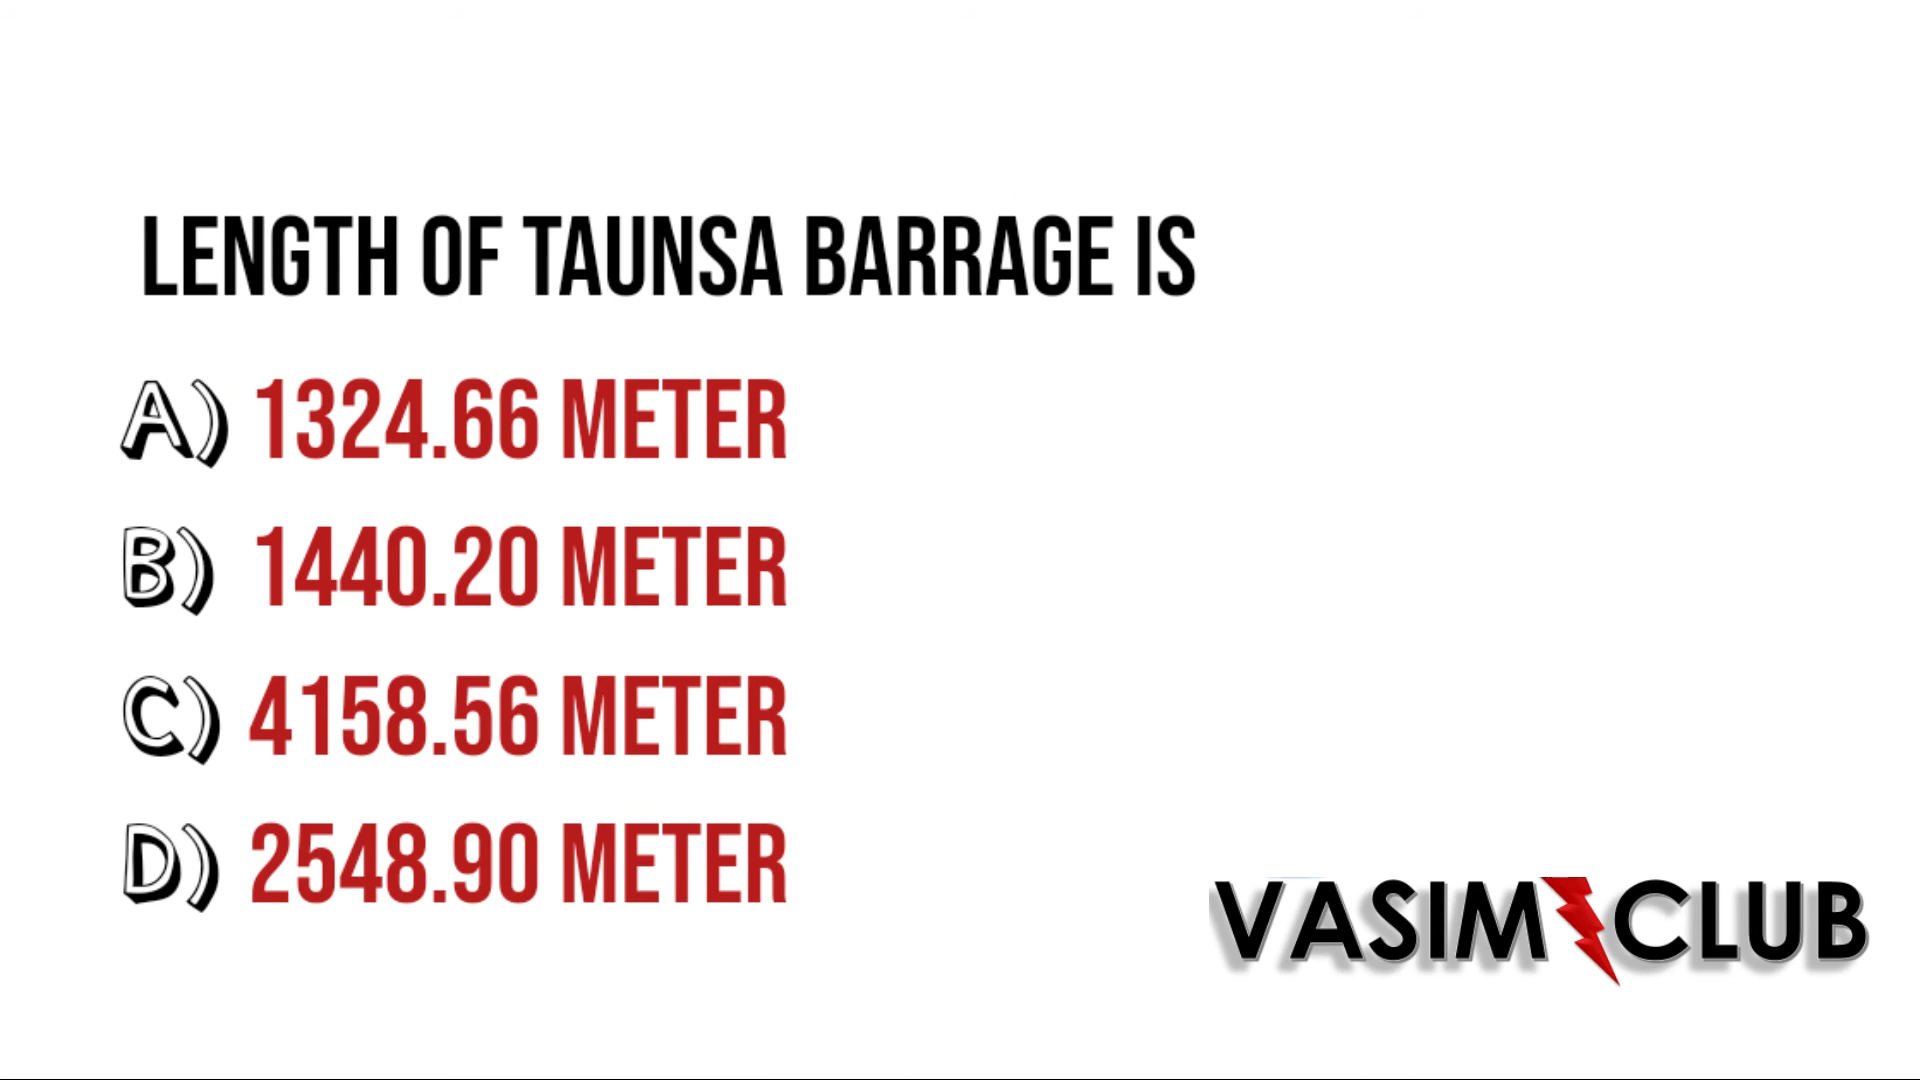 LENGTH OF TAUNSA BARRAGE IS
A) 1324.66 METER
B) 1440.20 METER
C) 4158.56 METER
D) 2548.90 METER
VASIM CLUB